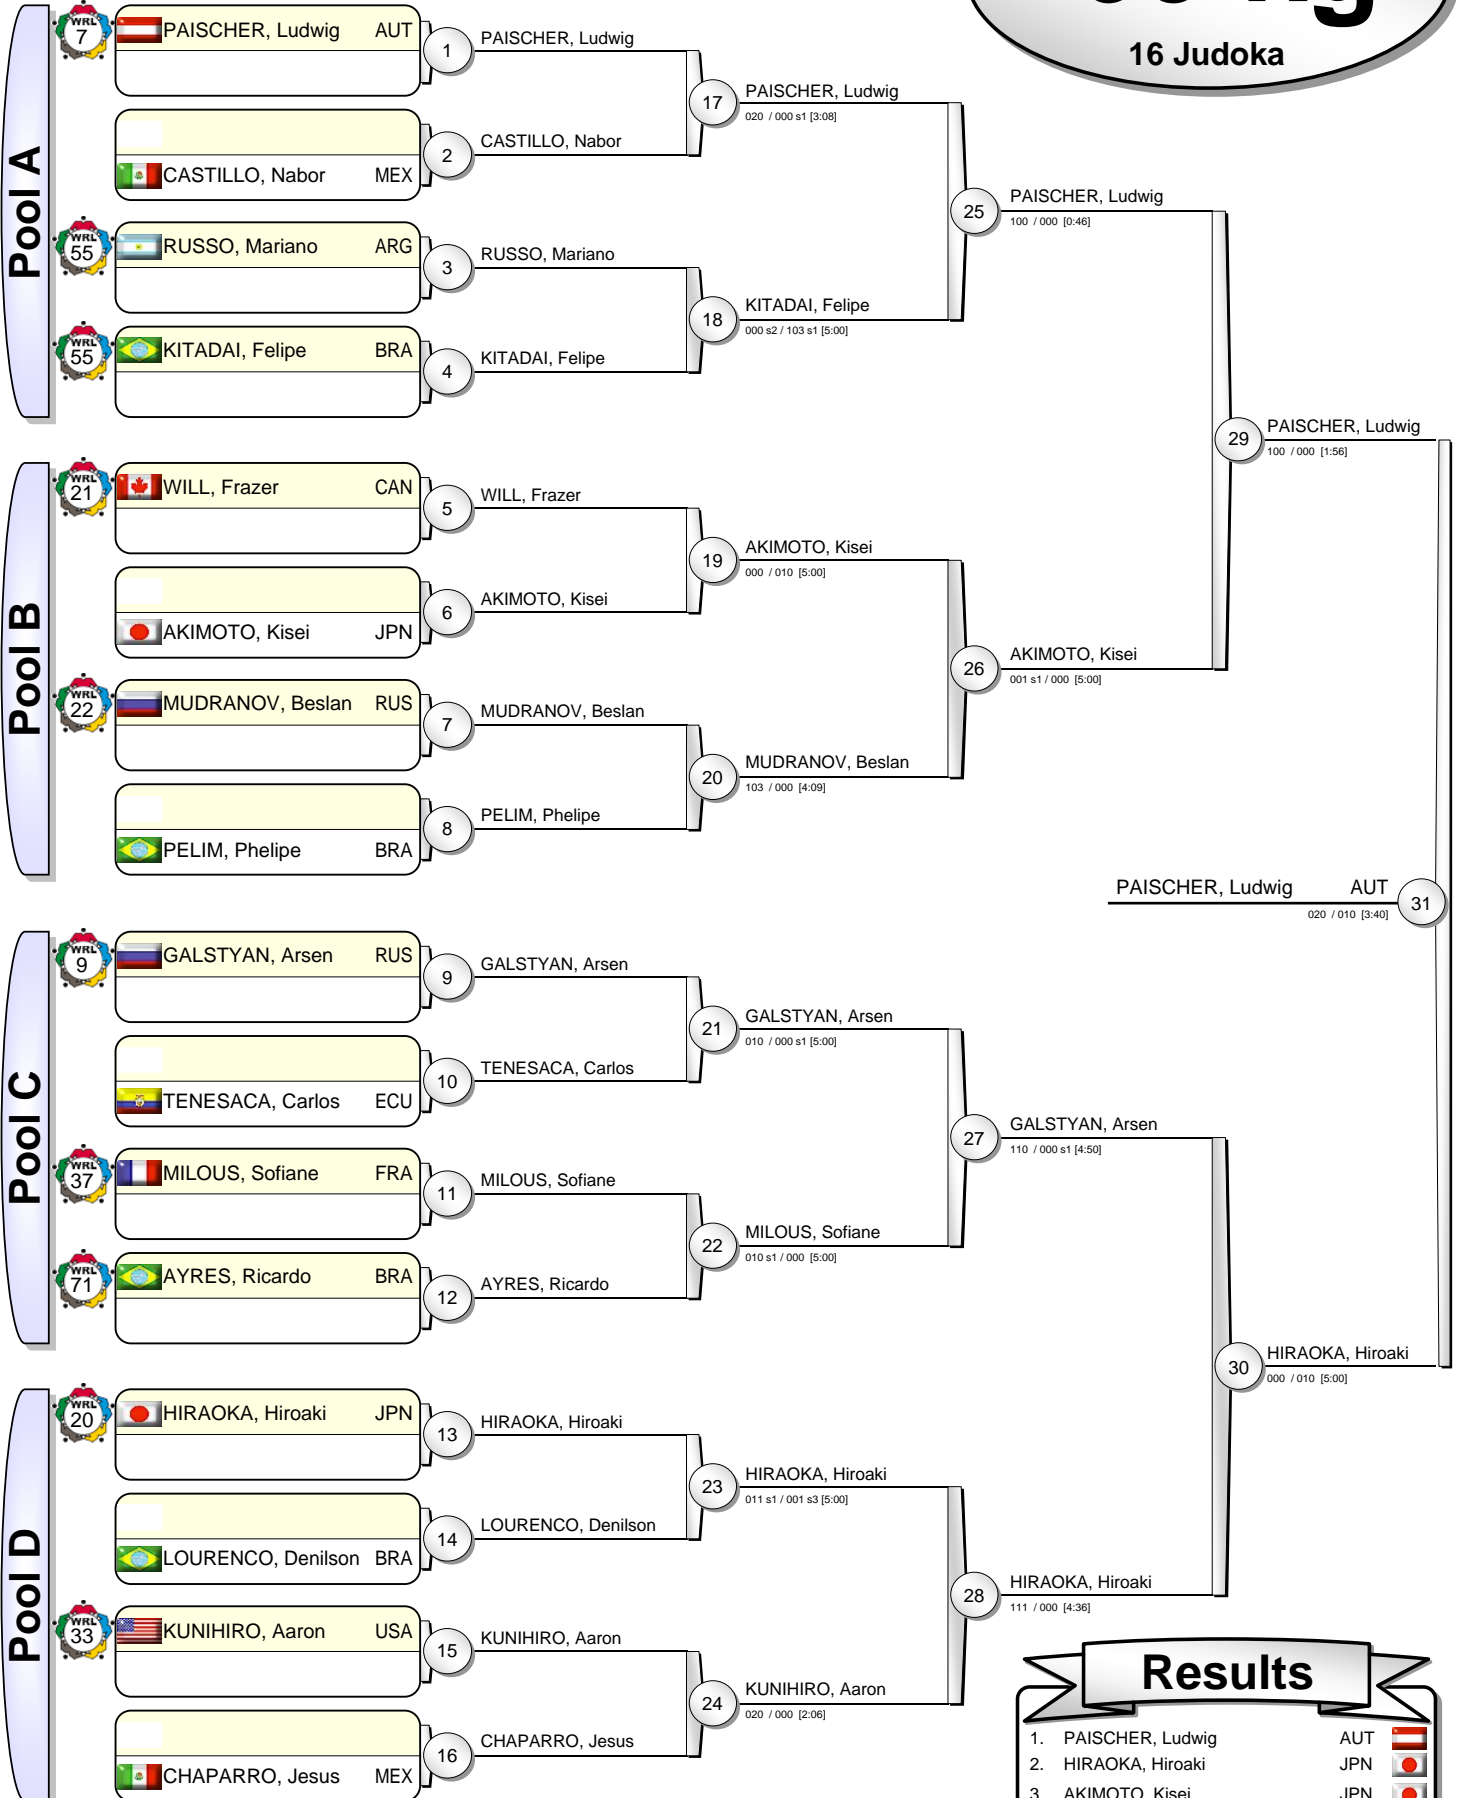 16 Judoka
Pool A
WRL 7
PAISCHER, Ludwig AUT
1
PAISCHER, Ludwig
2
CASTILLO, Nabor MEX
CASTILLO, Nabor
17
PAISCHER, Ludwig
020 / 000 s1 [3:08]
WRL 55
RUSSO, Mariano ARG
3
RUSSO, Mariano
WRL 55
KITADAI, Felipe BRA
4
KITADAI, Felipe
18
KITADAI, Felipe
000 s2 / 103 s1 [5:00]
25
PAISCHER, Ludwig
100 / 000 [0:46]
Pool B
WRL 21
WILL, Frazer CAN
5
WILL, Frazer
AKIMOTO, Kisei JPN
6
AKIMOTO, Kisei
19
AKIMOTO, Kisei
000 / 010 [5:00]
WRL 22
MUDRANOV, Beslan RUS
7
MUDRANOV, Beslan
PELIM, Phelipe BRA
8
PELIM, Phelipe
20
MUDRANOV, Beslan
103 / 000 [4:09]
26
AKIMOTO, Kisei
001 s1 / 000 [5:00]
29
PAISCHER, Ludwig
100 / 000 [1:56]
PAISCHER, Ludwig AUT
31
020 / 010 [3:40]
Pool C
WRL 9
GALSTYAN, Arsen RUS
9
GALSTYAN, Arsen
TENESACA, Carlos ECU
10
TENESACA, Carlos
21
GALSTYAN, Arsen
010 / 000 s1 [5:00]
WRL 37
MILOUS, Sofiane FRA
11
MILOUS, Sofiane
WRL 71
AYRES, Ricardo BRA
12
AYRES, Ricardo
22
MILOUS, Sofiane
010 s1 / 000 [5:00]
27
GALSTYAN, Arsen
110 / 000 s1 [4:50]
30
HIRAOKA, Hiroaki
000 / 010 [5:00]
Pool D
WRL 20
HIRAOKA, Hiroaki JPN
13
HIRAOKA, Hiroaki
LOURENCO, Denilson BRA
14
LOURENCO, Denilson
23
HIRAOKA, Hiroaki
011 s1 / 001 s3 [5:00]
WRL 33
KUNIHIRO, Aaron USA
15
KUNIHIRO, Aaron
CHAPARRO, Jesus MEX
16
CHAPARRO, Jesus
24
KUNIHIRO, Aaron
020 / 000 [2:06]
28
HIRAOKA, Hiroaki
111 / 000 [4:36]
Results
1. PAISCHER, Ludwig AUT
2. HIRAOKA, Hiroaki JPN
3. AKIMOTO, Kisei JPN